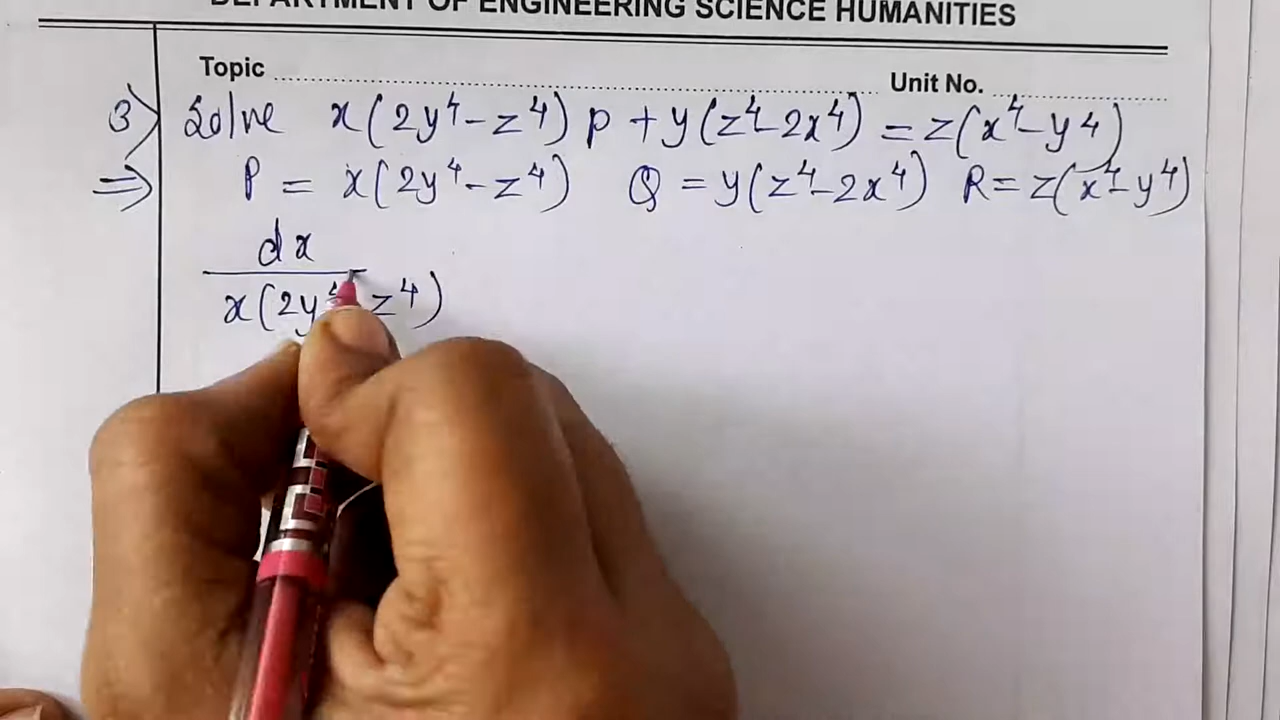 DEPARTMENT OF ENGINEERING SCIENCE HUMANITIES
Topic ........ Unit No. ........
3) Solve x(2y⁴-z⁴)p + y(z⁴-2x⁴) = z(x⁴-y⁴)
⇒ P = x(2y⁴-z⁴) Q = y(z⁴-2x⁴) R = z(x⁴-y⁴)
dx
x(2y⁴ z⁴)